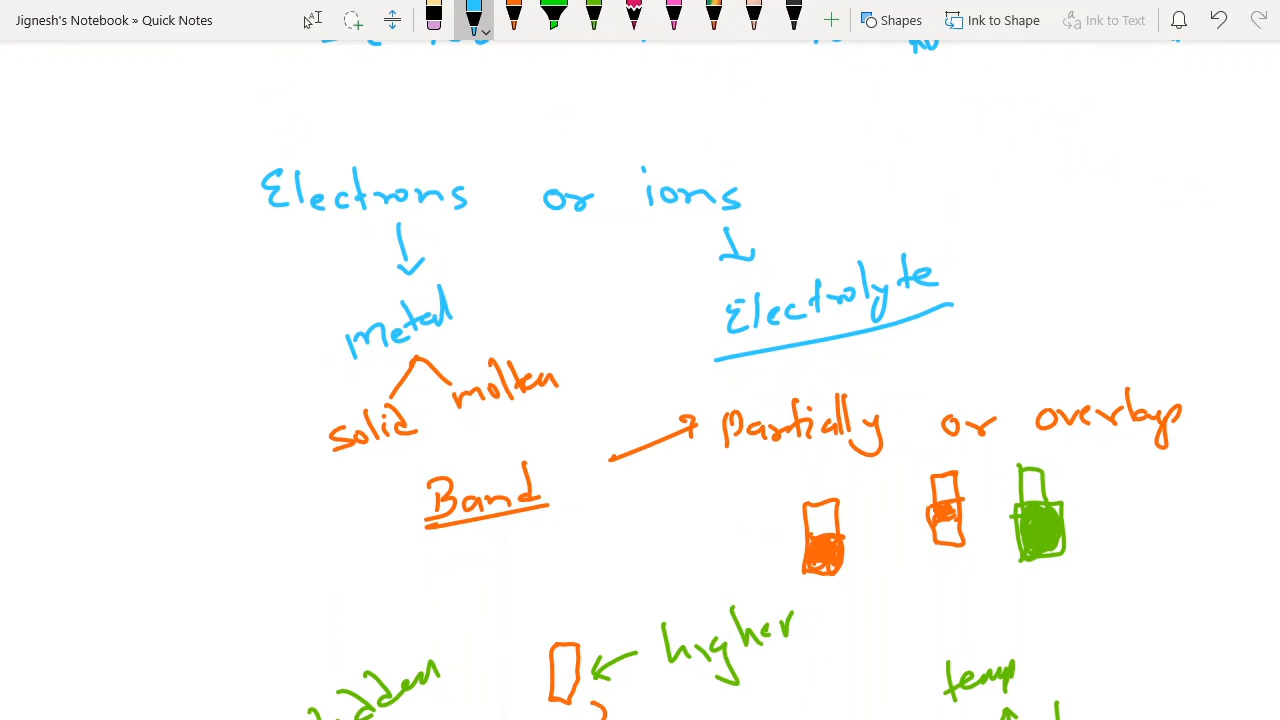 Jignesh's Notebook » Quick Notes
Shapes
Ink to Shape
Ink to Text
Electrons or ions
metal
Electrolyte
solid
molten
Partially or overlap
Band
higher
temp